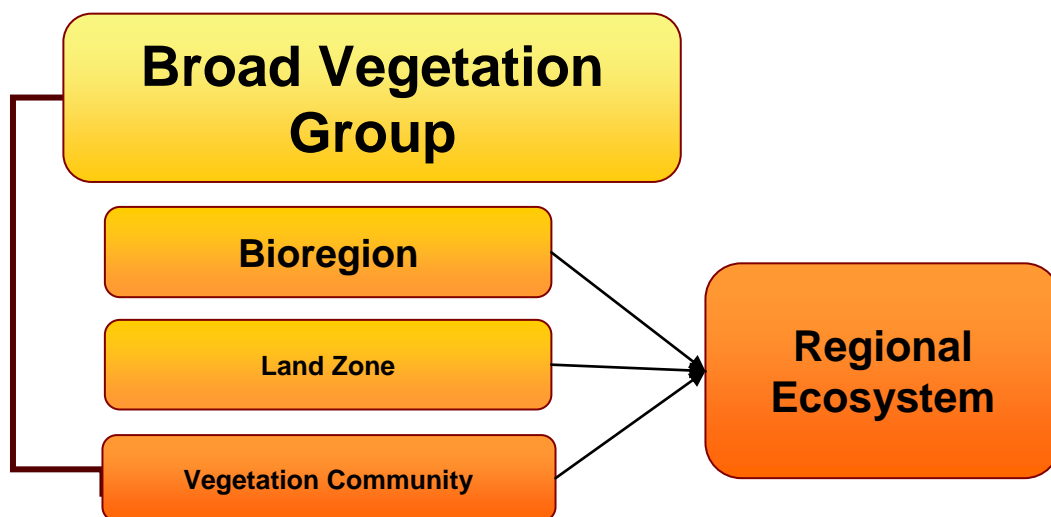 Broad Vegetation
Group
Bioregion
Land Zone
Vegetation Community
Regional
Ecosystem